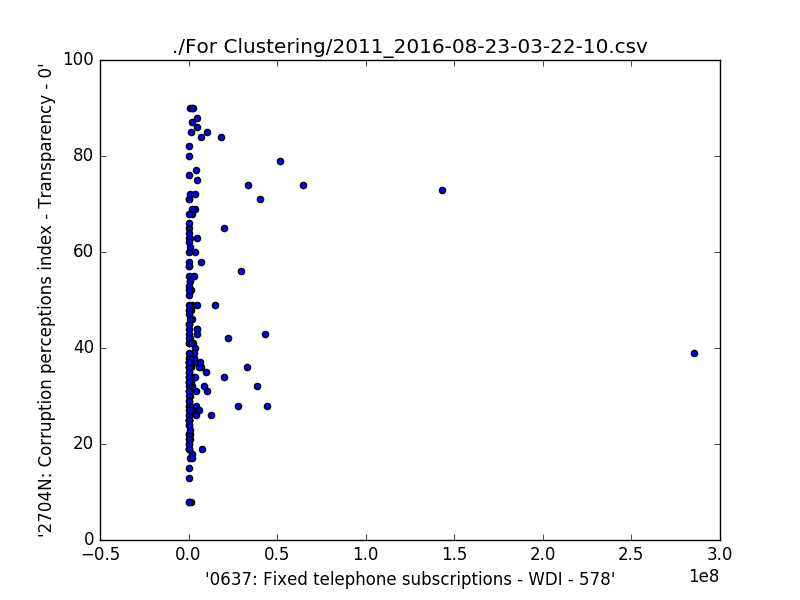 ./For Clustering/2011_2016-08-23-03-22-10.csv
100
80
60
40
20
0
'2704N: Corruption perceptions index - Transparency - 0'
−0.5 0.0 0.5 1.0 1.5 2.0 2.5 3.0
1e8
'0637: Fixed telephone subscriptions - WDI - 578'